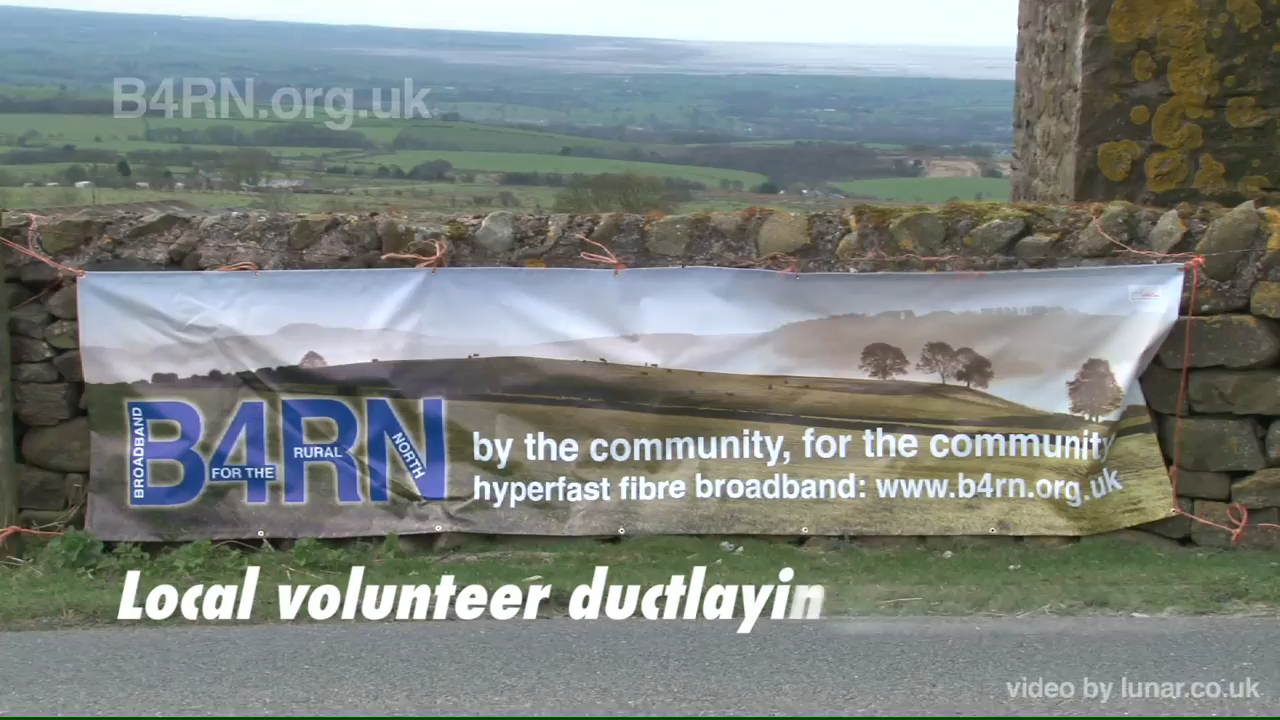 B4RN.org.uk
BROADBAND
B4RN
FOR THE
RURAL
NORTH
by the community, for the community
hyperfast fibre broadband: www.b4rn.org.uk
Local volunteer ductlayin
video by lunar.co.uk